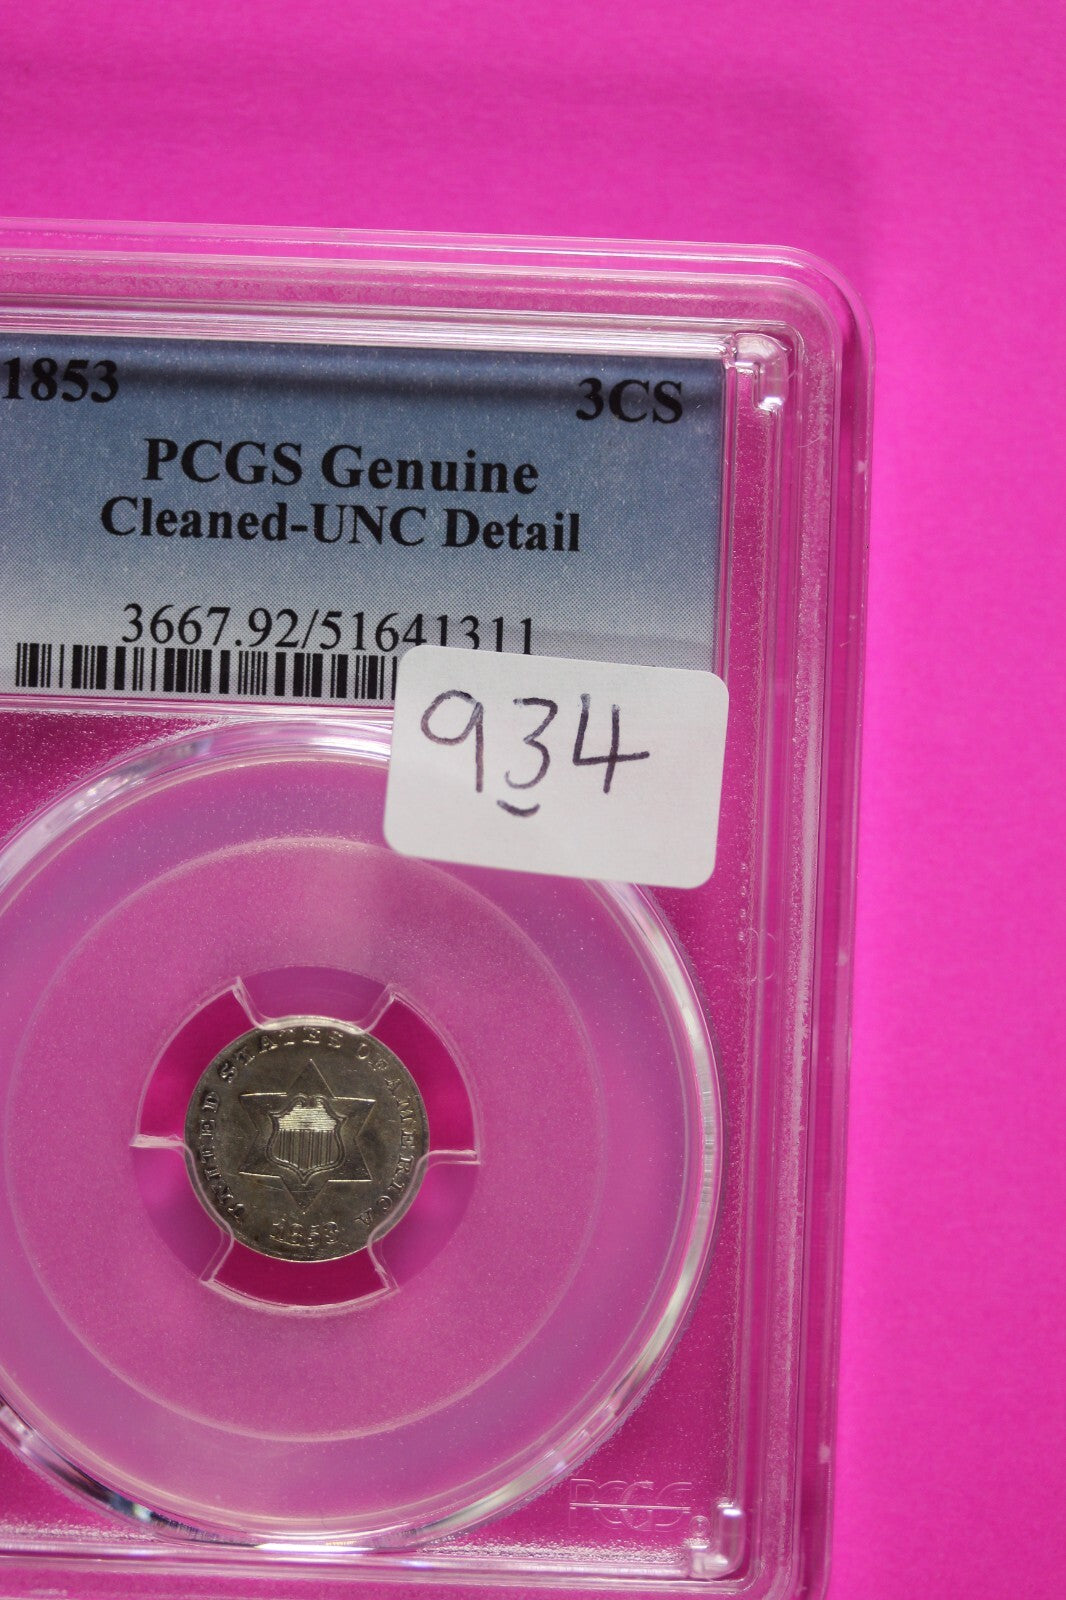 1853 3CS
PCGS Genuine
Cleaned-UNC Detail
3667.92/51641311
934
UNITED STATES OF AMERICA
1853
PCGS